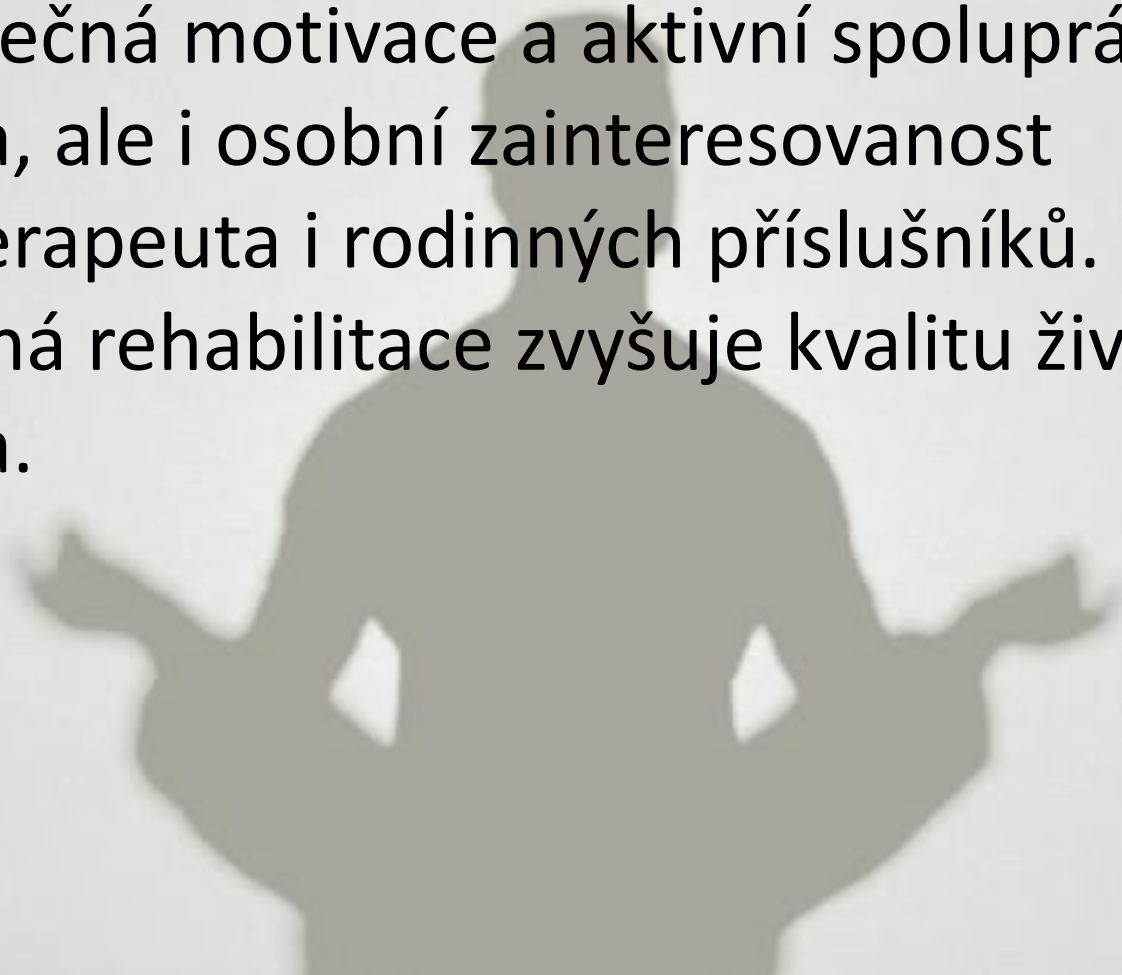 ečná motivace a aktivní spoluprá
, ale i osobní zainteresovanost
erapeuta i rodinných příslušníků.
ná rehabilitace zvyšuje kvalitu živ
a.